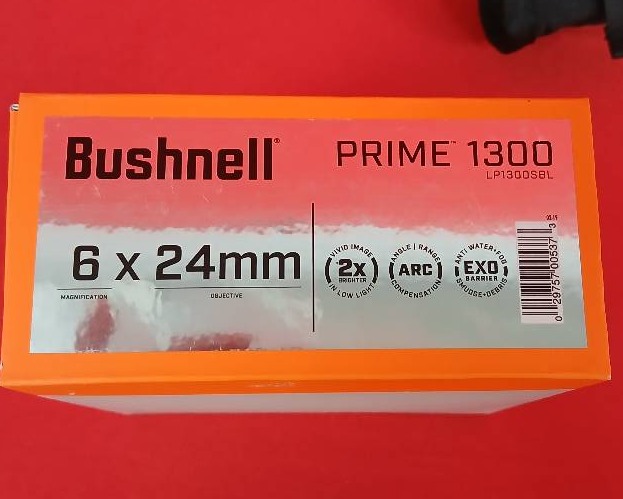 Bushnell®
PRIME™ 1300
LP1300SBL
6 x 24mm
MAGNIFICATION
OBJECTIVE
VIVID IMAGE
2x
BRIGHTER
IN LOW LIGHT
ANGLE | RANGE
ARC
COMPENSATION
ANTI WATER•FOG
EXO
BARRIER
SMUDGE•DEBRIS
0 29757 00537 3